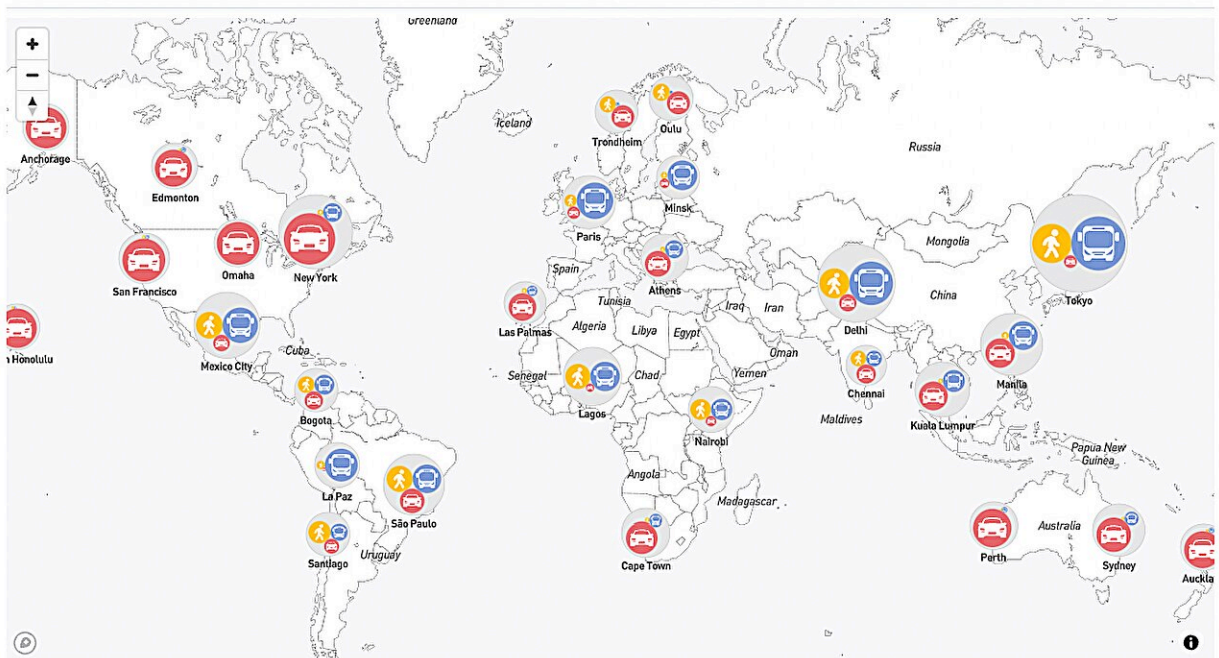 Greenland
+
−
Iceland
Trondheim
Oulu
Russia
Anchorage
Edmonton
Minsk
Paris
Mongolia
San Francisco
Omaha
New York
Spain
Athens
China
Tokyo
Las Palmas
Tunisia
Iraq
Iran
Algeria
Libya
Egypt
Delhi
n Honolulu
Mexico City
Cuba
Oman
Senegal
Chad
Yemen
Manila
Chennai
Bogota
Lagos
Maldives
Kuala Lumpur
Nairobi
Papua New
Guinea
Angola
La Paz
Madagascar
São Paulo
Australia
Santiago
Uruguay
Cape Town
Perth
Sydney
Auckla
i